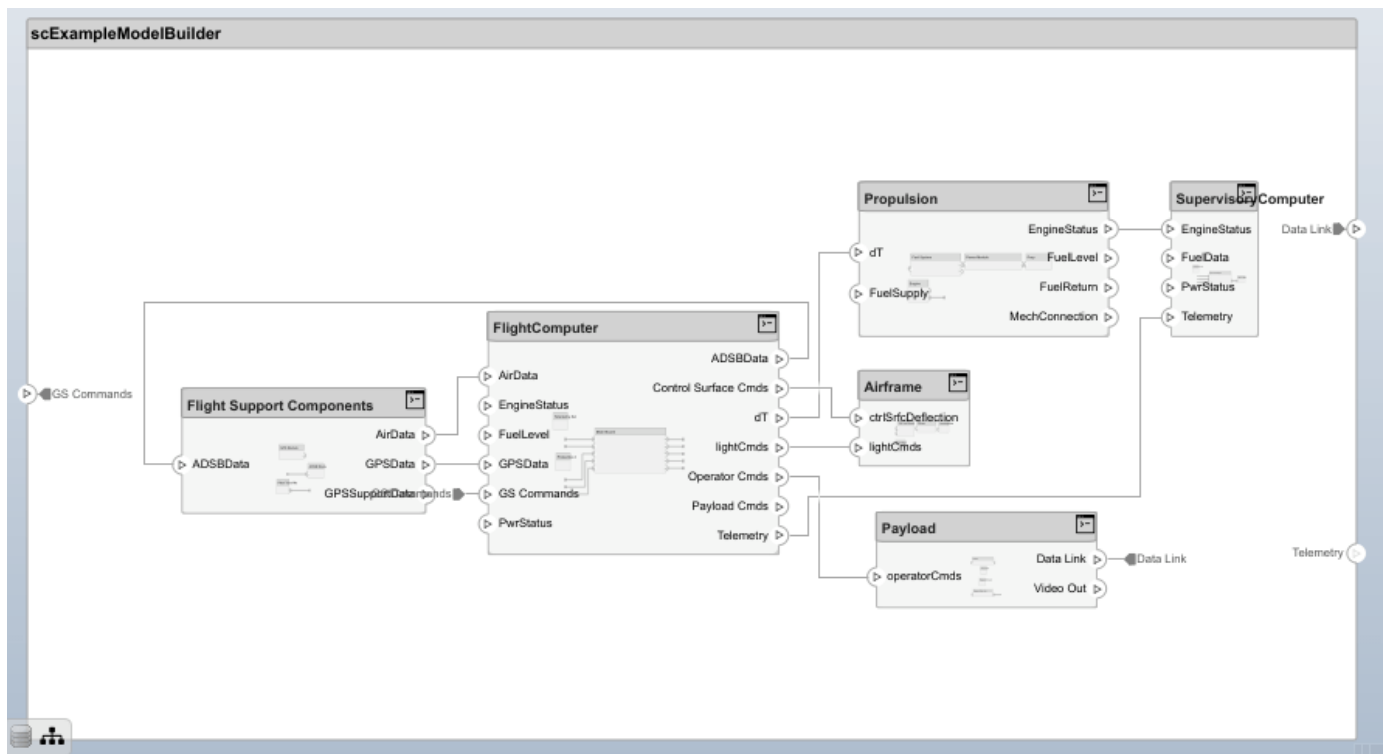 scExampleModelBuilder
Propulsion
EngineStatus
dT
FuelLevel
FuelSupply
FuelReturn
MechConnection
SupervisoryComputer
EngineStatus
FuelData
PwrStatus
Telemetry
Data Link
FlightComputer
ADSBData
AirData
Control Surface Cmds
EngineStatus
dT
FuelLevel
lightCmds
GPSData
Operator Cmds
GS Commands
Payload Cmds
PwrStatus
Telemetry
Airframe
ctrlSrfcDeflection
lightCmds
GS Commands
Flight Support Components
AirData
ADSBData
GPSData
GPSSupportData
Payload
Data Link
operatorCmds
Video Out
Data Link
Telemetry